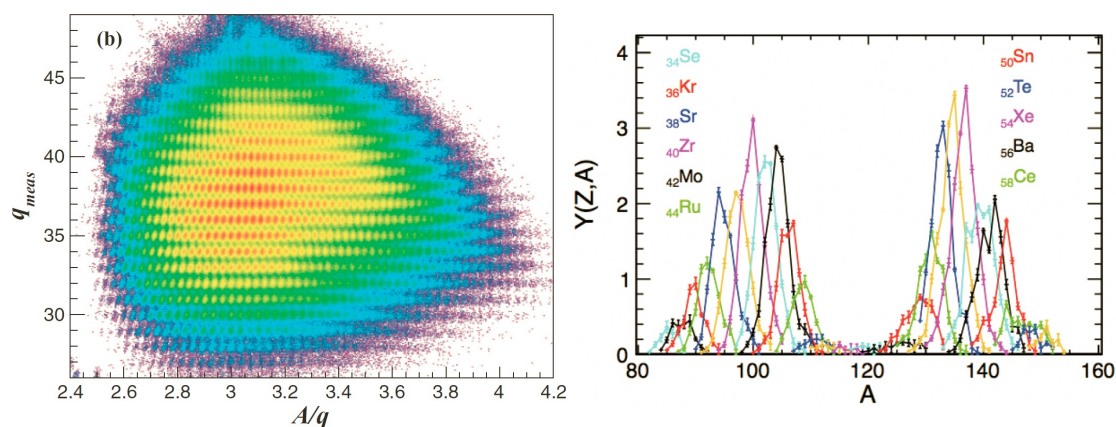 (b)
q_meas
45
40
35
30
2.4 2.6 2.8 3 3.2 3.4 3.6 3.8 4 4.2
A/q
Y(Z,A)
4
3
2
1
0
34Se
36Kr
38Sr
40Zr
42Mo
44Ru
50Sn
52Te
54Xe
56Ba
58Ce
80 100 120 140 160
A